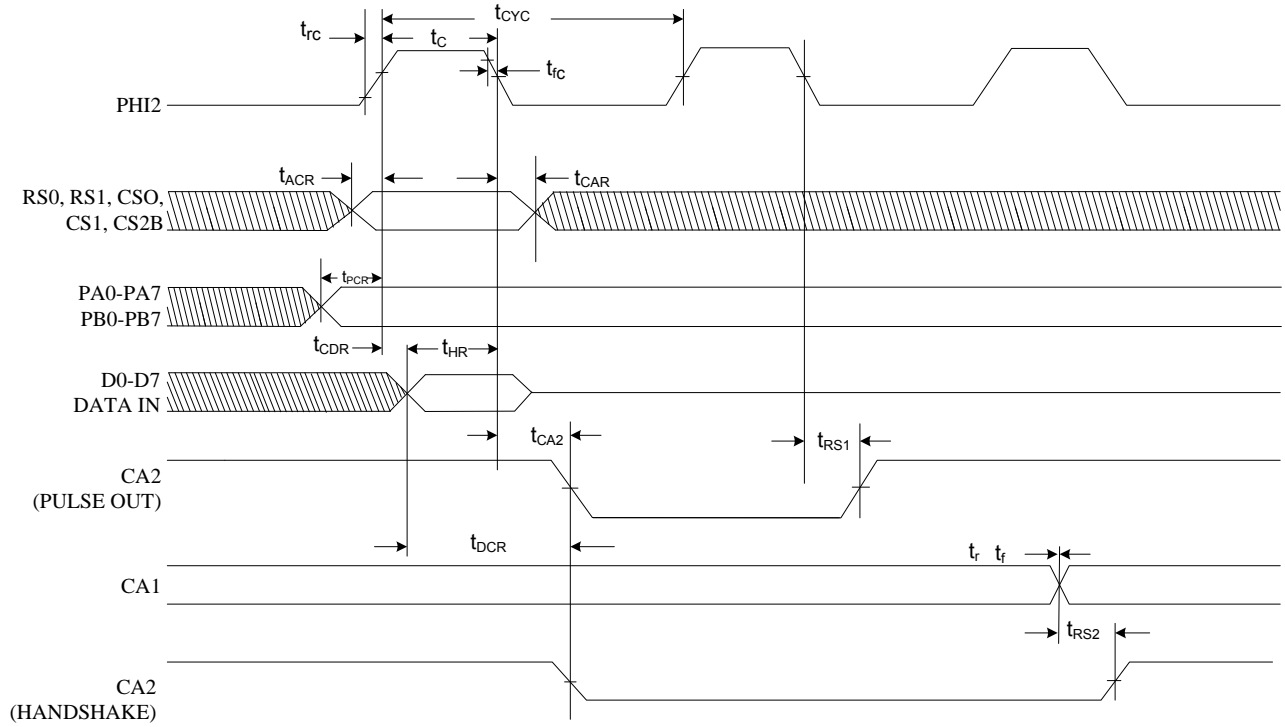 tCYC
trc
tC
tfc
PHI2
tACR
tCAR
RS0, RS1, CSO,
CS1, CS2B
tPCR
PA0-PA7
PB0-PB7
tCDR
tHR
D0-D7
DATA IN
tCA2
tRS1
CA2
(PULSE OUT)
tDCR
tr tf
CA1
tRS2
CA2
(HANDSHAKE)